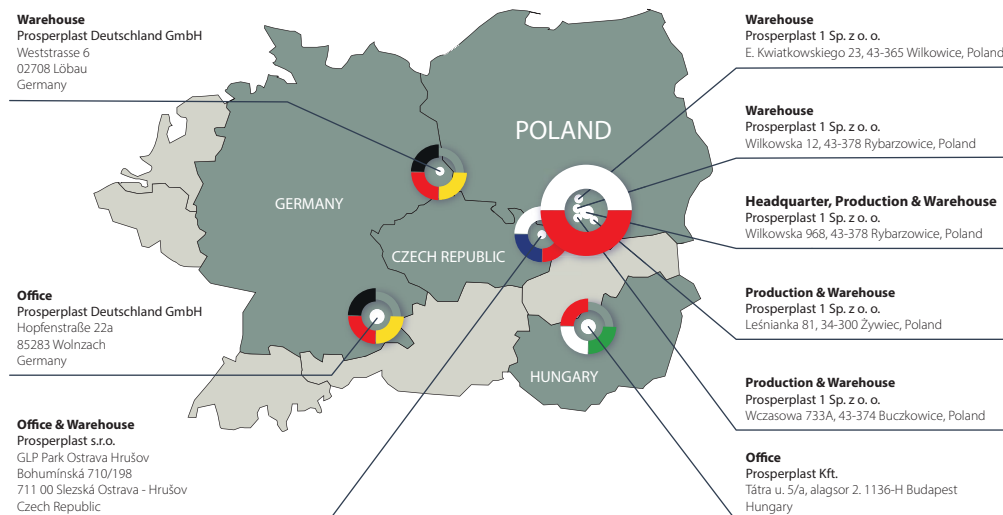 Warehouse
Prosperplast Deutschland GmbH
Weststrasse 6
02708 Löbau
Germany
Office
Prosperplast Deutschland GmbH
Hopfenstraße 22a
85283 Wolnzach
Germany
Office & Warehouse
Prosperplast s.r.o.
GLP Park Ostrava Hrušov
Bohumínská 710/198
711 00 Slezská Ostrava - Hrušov
Czech Republic
POLAND
GERMANY
CZECH REPUBLIC
HUNGARY
Warehouse
Prosperplast 1 Sp. z o. o.
E. Kwiatkowskiego 23, 43-365 Wilkowice, Poland
Warehouse
Prosperplast 1 Sp. z o. o.
Wilkowska 12, 43-378 Rybarzowice, Poland
Headquarter, Production & Warehouse
Prosperplast 1 Sp. z o. o.
Wilkowska 968, 43-378 Rybarzowice, Poland
Production & Warehouse
Prosperplast 1 Sp. z o. o.
Leśnianka 81, 34-300 Żywiec, Poland
Production & Warehouse
Prosperplast 1 Sp. z o. o.
Wczasowa 733A, 43-374 Buczkowice, Poland
Office
Prosperplast Kft.
Tátra u. 5/a, alagsor 2. 1136-H Budapest
Hungary